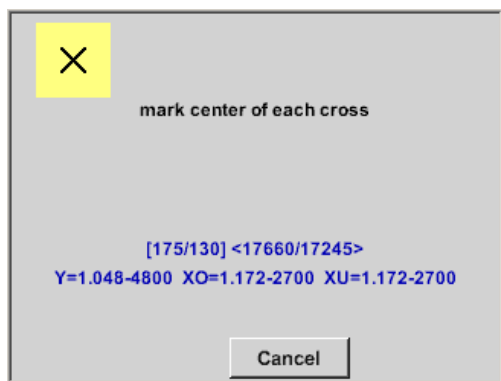 mark center of each cross
[175/130] <17660/17245>
Y=1.048-4800 XO=1.172-2700 XU=1.172-2700
Cancel